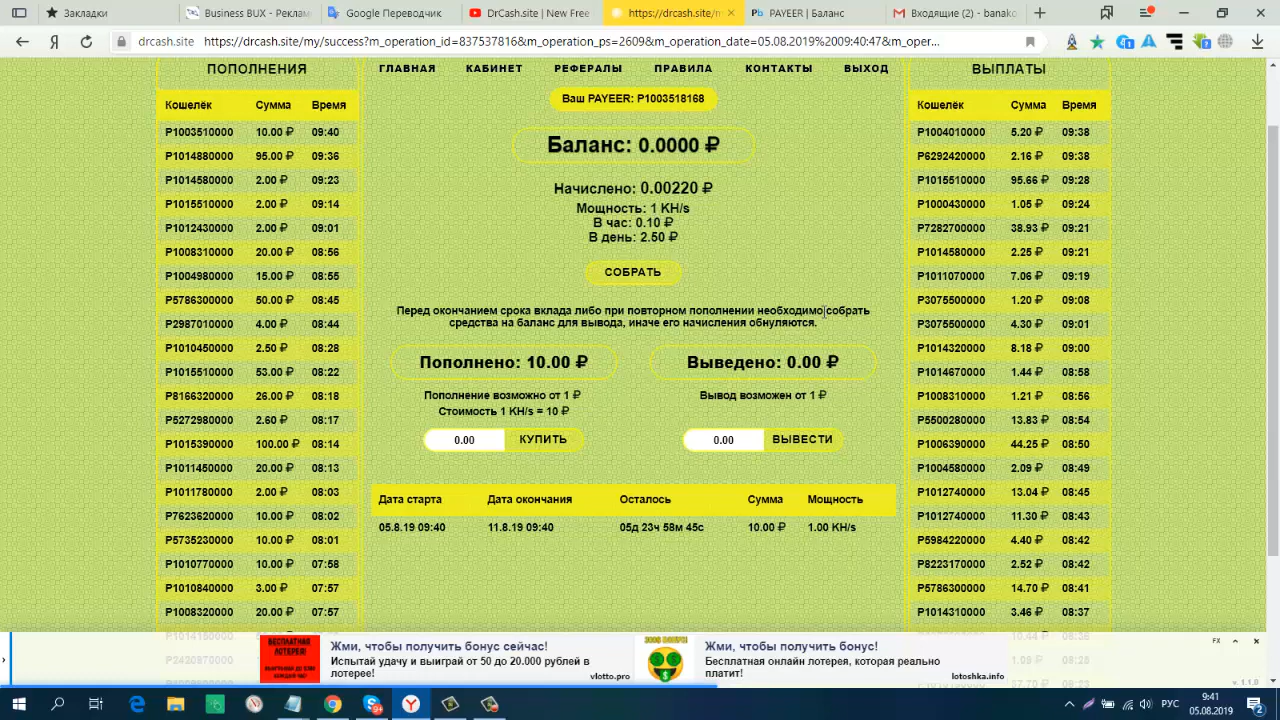 Закладки
Business BUX - Рекламны
Google Переводчик
DrCash | New Free
https://drcash.site/m
PAYEER | Баланс
Входящие (2) - banako
drcash.site https://drcash.site/my/success?m_operation_id=837537816&m_operation_ps=2609&m_operation_date=05.08.2019%2009:40:47&m_oper...
ПОПОЛНЕНИЯ
Кошелёк Сумма Время
P1003510000 10.00 ₽ 09:40
P1014880000 95.00 ₽ 09:36
P1014580000 2.00 ₽ 09:23
P1015510000 2.00 ₽ 09:14
P1012430000 2.00 ₽ 09:01
P1008310000 20.00 ₽ 08:56
P1004980000 15.00 ₽ 08:55
P5786300000 50.00 ₽ 08:45
P2987010000 4.00 ₽ 08:44
P1010450000 2.50 ₽ 08:28
P1015510000 53.00 ₽ 08:22
P8166320000 26.00 ₽ 08:18
P5272980000 2.60 ₽ 08:17
P1015390000 100.00 ₽ 08:14
P1011450000 20.00 ₽ 08:13
P1011780000 2.00 ₽ 08:03
P7623620000 10.00 ₽ 08:02
P5735230000 10.00 ₽ 08:01
P1010770000 10.00 ₽ 07:58
P1010840000 3.00 ₽ 07:57
P1008320000 20.00 ₽ 07:57
ГЛАВНАЯ КАБИНЕТ РЕФЕРАЛЫ ПРАВИЛА КОНТАКТЫ ВЫХОД
Ваш PAYEER: P1003518168
Баланс: 0.0000 ₽
Начислено: 0.00220 ₽
Мощность: 1 KH/s
В час: 0.10 ₽
В день: 2.50 ₽
СОБРАТЬ
Перед окончанием срока вклада либо при повторном пополнении необходимо собрать
средства на баланс для вывода, иначе его начисления обнуляются.
Пополнено: 10.00 ₽
Выведено: 0.00 ₽
Пополнение возможно от 1 ₽
Стоимость 1 KH/s = 10 ₽
Вывод возможен от 1 ₽
0.00 КУПИТЬ
0.00 ВЫВЕСТИ
Дата старта Дата окончания Осталось Сумма Мощность
05.8.19 09:40 11.8.19 09:40 05д 23ч 58м 45с 10.00 ₽ 1.00 KH/s
ВЫПЛАТЫ
Кошелёк Сумма Время
P1004010000 5.20 ₽ 09:38
P6292420000 2.16 ₽ 09:38
P1015510000 95.66 ₽ 09:28
P1000430000 1.05 ₽ 09:24
P7282700000 38.93 ₽ 09:21
P1014580000 2.25 ₽ 09:21
P1011070000 7.06 ₽ 09:19
P3075500000 1.20 ₽ 09:08
P3075500000 4.30 ₽ 09:01
P1014320000 8.18 ₽ 09:00
P1014670000 1.44 ₽ 08:58
P1008310000 1.21 ₽ 08:56
P5500280000 13.83 ₽ 08:54
P1006390000 44.25 ₽ 08:50
P1004580000 2.09 ₽ 08:49
P1012740000 13.04 ₽ 08:45
P1012740000 11.30 ₽ 08:43
P5984220000 4.40 ₽ 08:42
P8223170000 2.52 ₽ 08:42
P5786300000 14.70 ₽ 08:41
P1014310000 3.46 ₽ 08:37
БЕСПЛАТНАЯ
ЛОТЕРЕЯ!
Жми, чтобы получить бонус сейчас!
Испытай удачу и выиграй от 50 до 20.000 рублей в
лотерее!
vlotto.pro
Жми, чтобы получить бонус!
Бесплатная онлайн лотерея, которая реально
платит!
lotoshka.info
FX
v. 1.1.0
РУС
9:41
05.08.2019